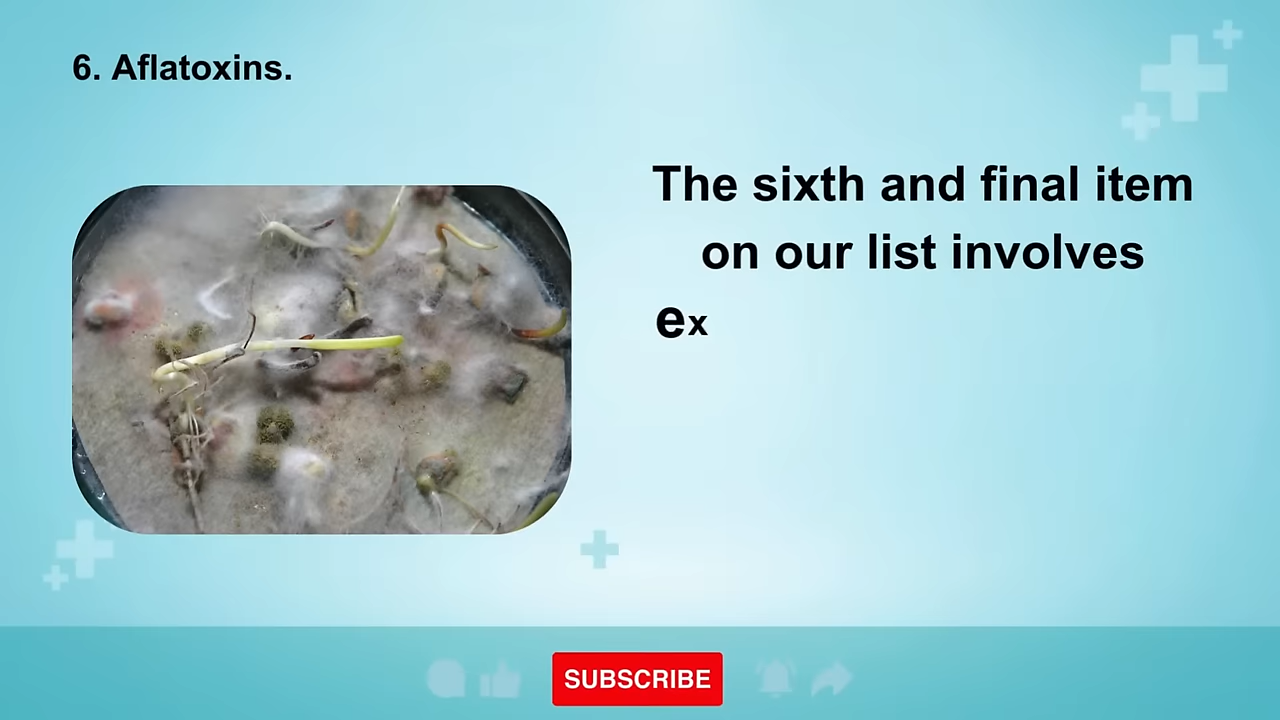 6. Aflatoxins.
The sixth and final item
on our list involves
ex
SUBSCRIBE